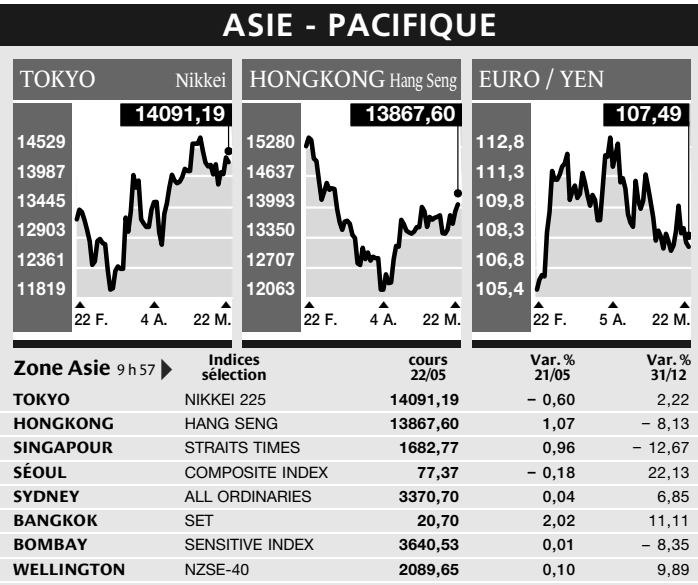 ASIE - PACIFIQUE
TOKYO Nikkei
14091,19
14529
13987
13445
12903
12361
11819
22 F. 4 A. 22 M.
HONGKONG Hang Seng
13867,60
15280
14637
13993
13350
12707
12063
22 F. 4 A. 22 M.
EURO / YEN
107,49
112,8
111,3
109,8
108,3
106,8
105,4
22 F. 5 A. 22 M.
Zone Asie 9 h 57 Indices sélection cours 22/05 Var. % 21/05 Var. % 31/12
TOKYO NIKKEI 225 14091,19 – 0,60 2,22
HONGKONG HANG SENG 13867,60 1,07 – 8,13
SINGAPOUR STRAITS TIMES 1682,77 0,96 – 12,67
SÉOUL COMPOSITE INDEX 77,37 – 0,18 22,13
SYDNEY ALL ORDINARIES 3370,70 0,04 6,85
BANGKOK SET 20,70 2,02 11,11
BOMBAY SENSITIVE INDEX 3640,53 0,01 – 8,35
WELLINGTON NZSE-40 2089,65 0,10 9,89